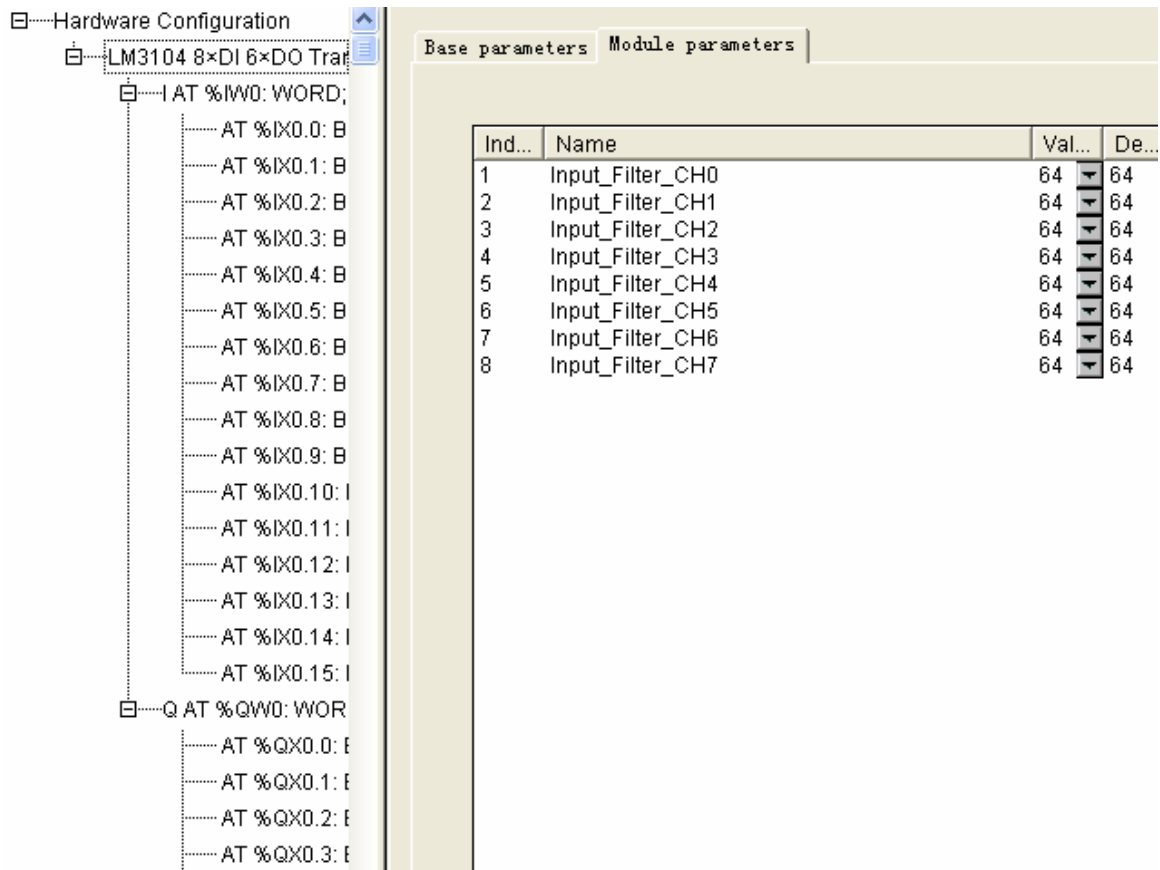 Hardware Configuration
LM3104 8×DI 6×DO Tran
I AT %IW0: WORD;
AT %IX0.0: B
AT %IX0.1: B
AT %IX0.2: B
AT %IX0.3: B
AT %IX0.4: B
AT %IX0.5: B
AT %IX0.6: B
AT %IX0.7: B
AT %IX0.8: B
AT %IX0.9: B
AT %IX0.10:
AT %IX0.11:
AT %IX0.12:
AT %IX0.13:
AT %IX0.14:
AT %IX0.15:
Q AT %QW0: WOR
AT %QX0.0:
AT %QX0.1:
AT %QX0.2:
AT %QX0.3:
Base parameters Module parameters
Ind... Name Val... De...
1 Input_Filter_CH0 64 64
2 Input_Filter_CH1 64 64
3 Input_Filter_CH2 64 64
4 Input_Filter_CH3 64 64
5 Input_Filter_CH4 64 64
6 Input_Filter_CH5 64 64
7 Input_Filter_CH6 64 64
8 Input_Filter_CH7 64 64